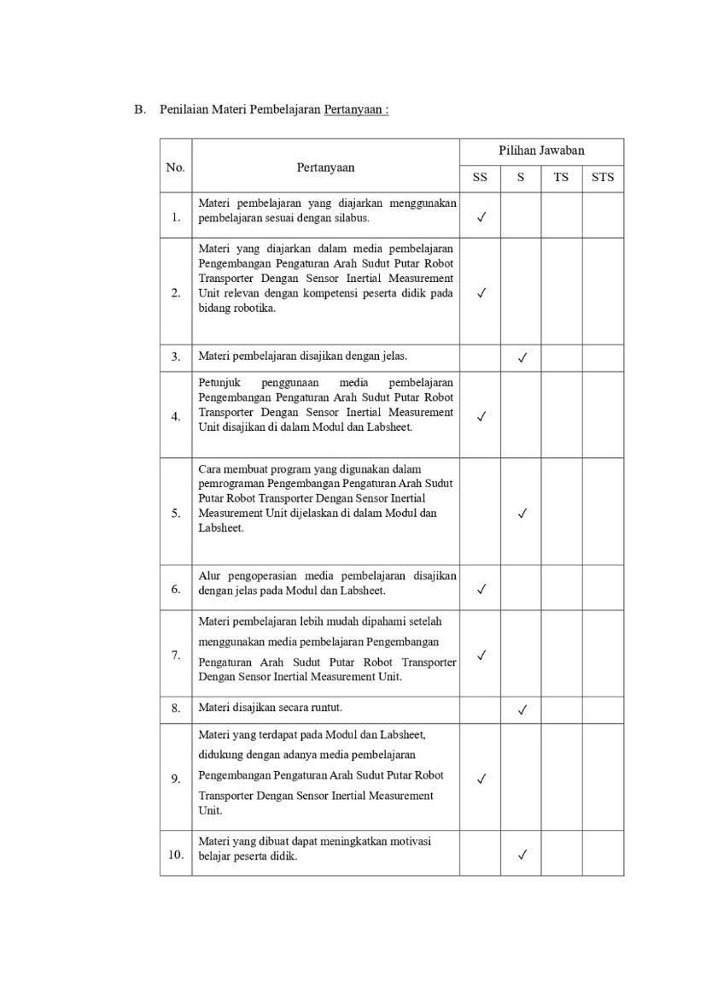 B. Penilaian Materi Pembelajaran Pertanyaan :
No. Pertanyaan Pilihan Jawaban
SS S TS STS
1. Materi pembelajaran yang diajarkan menggunakan
pembelajaran sesuai dengan silabus. ✓
2. Materi yang diajarkan dalam media pembelajaran
Pengembangan Pengaturan Arah Sudut Putar Robot
Transporter Dengan Sensor Inertial Measurement
Unit relevan dengan kompetensi peserta didik pada ✓
bidang robotika.
3. Materi pembelajaran disajikan dengan jelas. ✓
4. Petunjuk penggunaan media pembelajaran
Pengembangan Pengaturan Arah Sudut Putar Robot
Transporter Dengan Sensor Inertial Measurement ✓
Unit disajikan di dalam Modul dan Labsheet.
5. Cara membuat program yang digunakan dalam
pemrograman Pengembangan Pengaturan Arah Sudut
Putar Robot Transporter Dengan Sensor Inertial
Measurement Unit dijelaskan di dalam Modul dan ✓
Labsheet.
6. Alur pengoperasian media pembelajaran disajikan
dengan jelas pada Modul dan Labsheet. ✓
7. Materi pembelajaran lebih mudah dipahami setelah
menggunakan media pembelajaran Pengembangan
Pengaturan Arah Sudut Putar Robot Transporter ✓
Dengan Sensor Inertial Measurement Unit.
8. Materi disajikan secara runtut. ✓
9. Materi yang terdapat pada Modul dan Labsheet,
didukung dengan adanya media pembelajaran
Pengembangan Pengaturan Arah Sudut Putar Robot ✓
Transporter Dengan Sensor Inertial Measurement
Unit.
10. Materi yang dibuat dapat meningkatkan motivasi
belajar peserta didik. ✓